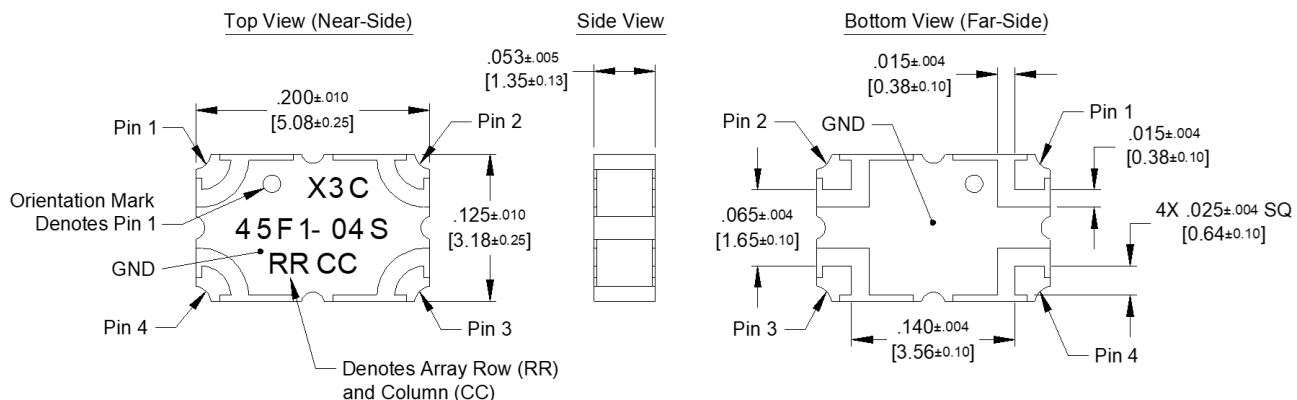 Top View (Near-Side)
Side View
Bottom View (Far-Side)
.053±.005
[1.35±0.13]
.015±.004
[0.38±0.10]
.200±.010
[5.08±0.25]
Pin 1
Pin 2
Pin 2
GND
Pin 1
.015±.004
[0.38±0.10]
Orientation Mark
Denotes Pin 1
X3C
45F1-04S
RRCC
.125±.010
[3.18±0.25]
.065±.004
[1.65±0.10]
4X .025±.004 SQ
[0.64±0.10]
GND
Pin 4
Pin 3
Pin 3
.140±.004
[3.56±0.10]
Pin 4
Denotes Array Row (RR)
and Column (CC)